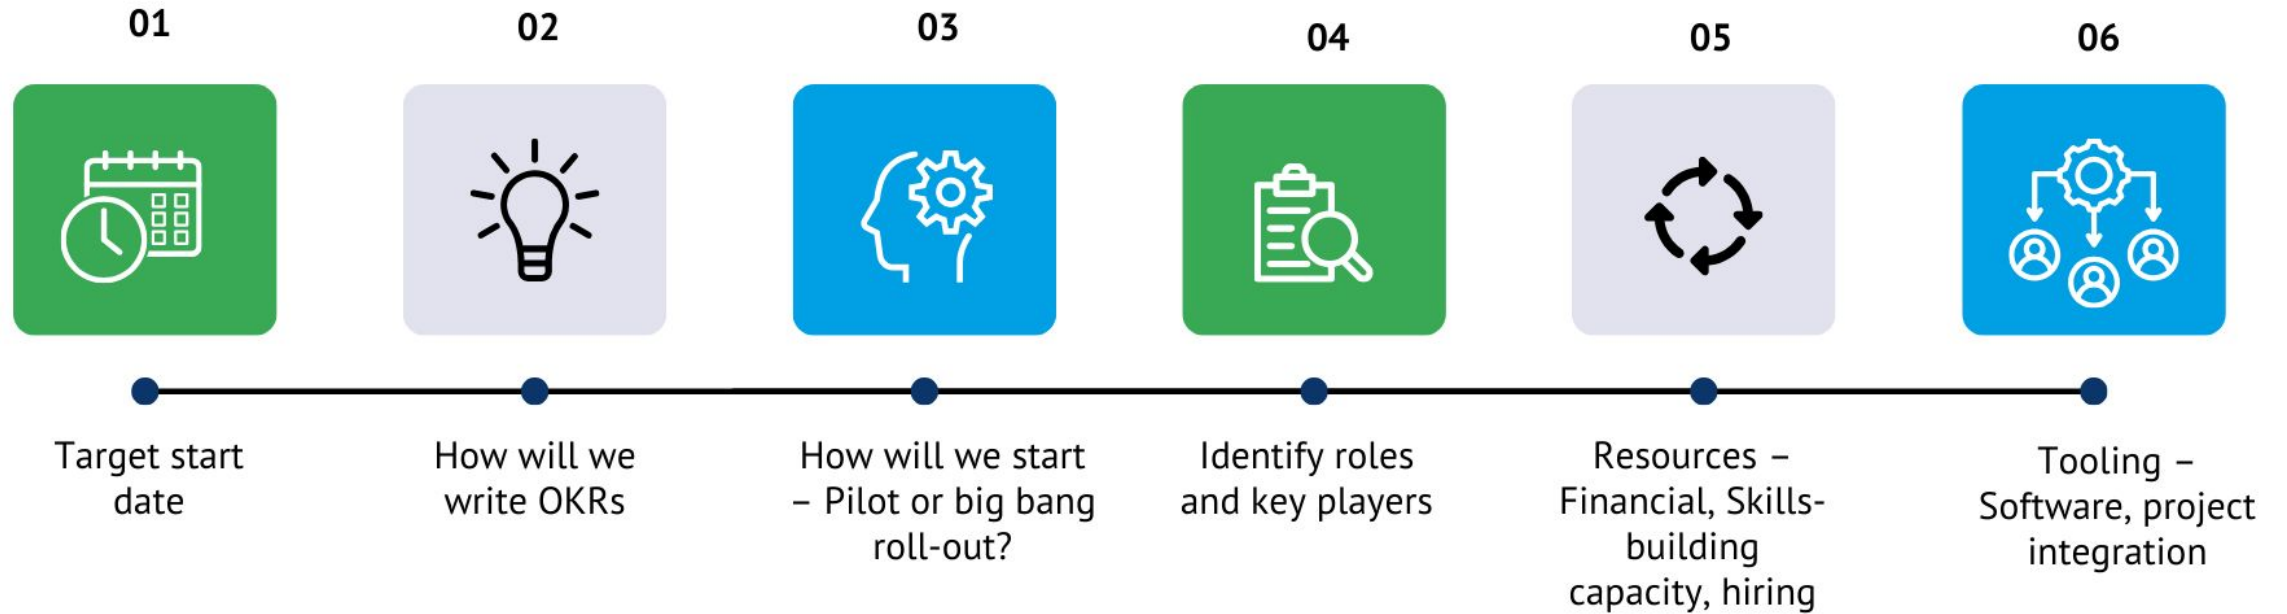 01
02
03
04
05
06
Target start
date
How will we
write OKRs
How will we start
– Pilot or big bang
roll-out?
Identify roles
and key players
Resources –
Financial, Skills-
building
capacity, hiring
Tooling –
Software, project
integration